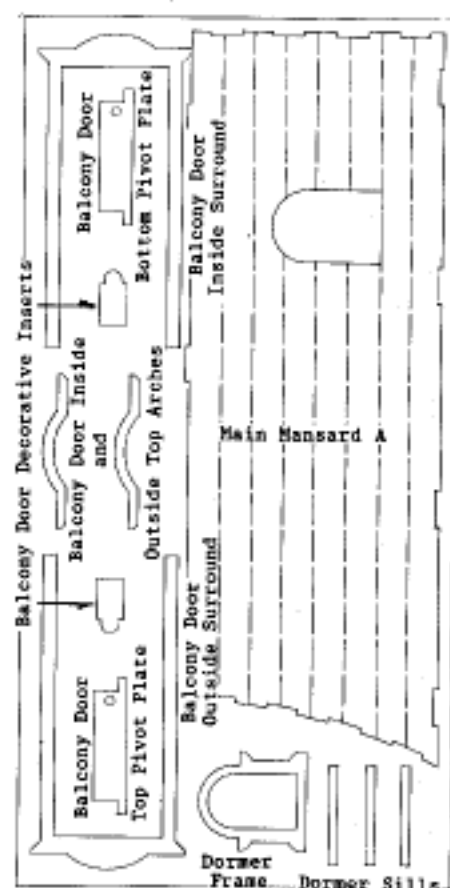 Balcony Door Decorative Inserts
Balcony Door
Bottom Pivot Plate
Balcony Door
Inside Surround
Balcony Door Inside
and
Outside Top Arches
Main Mansard A
Balcony Door
Outside Surround
Balcony Door
Top Pivot Plate
Dormer
Frame
Dormer Sills